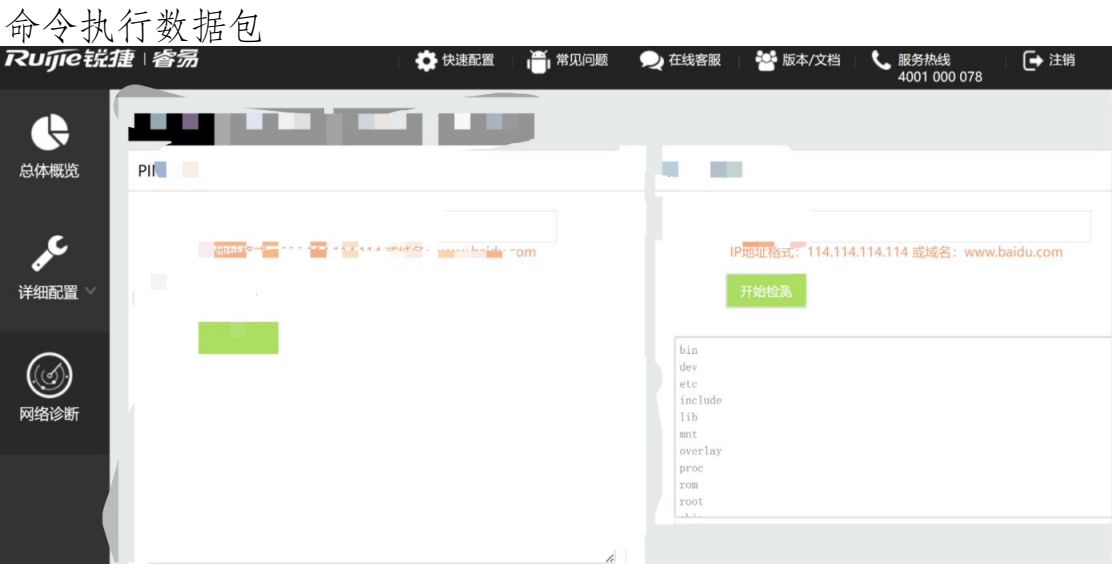 命令执行数据包
Ruijie锐捷 | 睿易
快速配置
常见问题
在线客服
版本/文档
服务热线
4001 000 078
注销
总体概览
详细配置
网络诊断
IP地址格式：114.114.114.114 或域名：www.baidu.com
开始检测
bin
dev
etc
include
lib
mnt
overlay
proc
rom
root